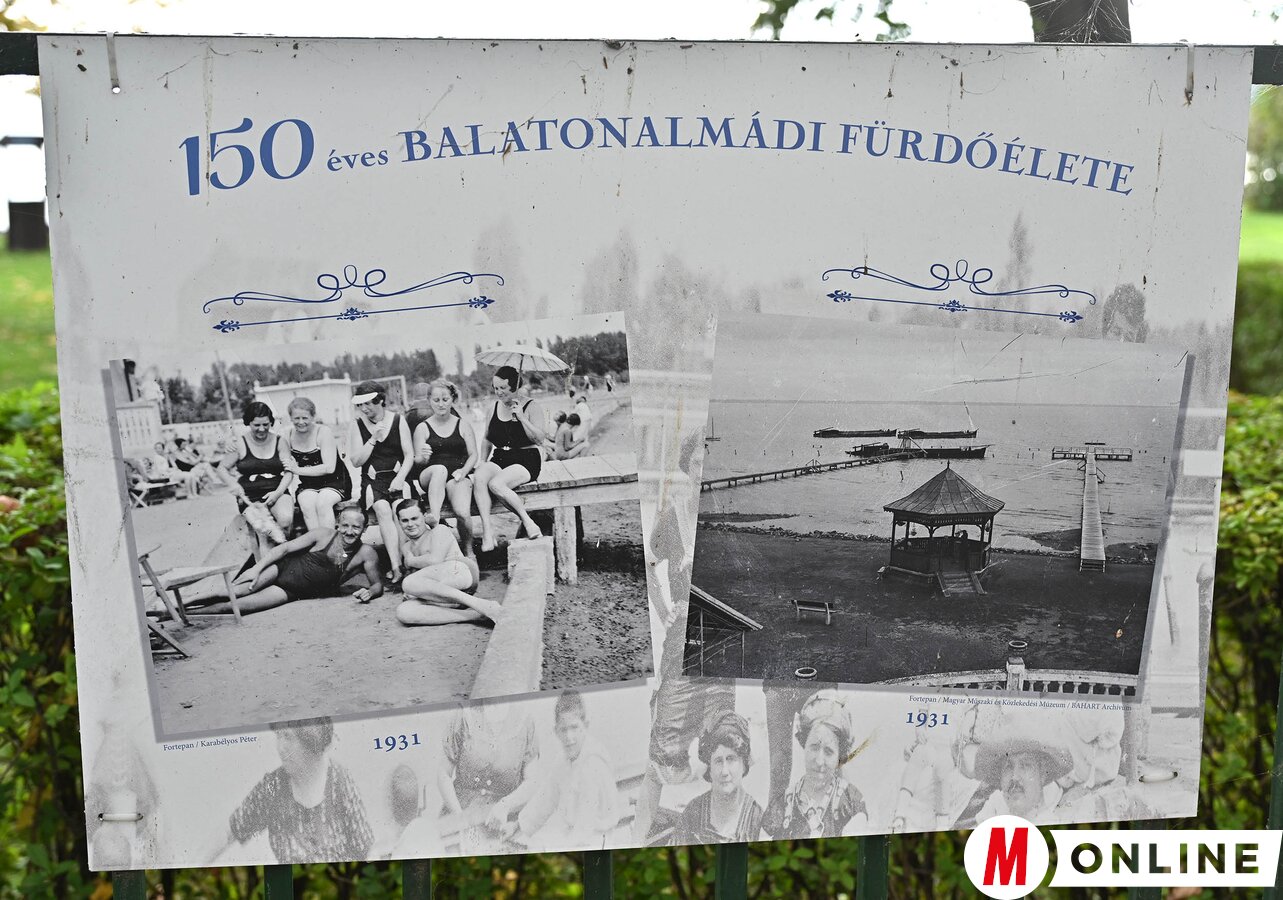 150 éves BALATONALMÁDI FÜRDŐÉLETE
Fortepan / Karabélyos Péter
1931
Fortepan / Magyar Műszaki és Közlekedési Múzeum / BAHART Archívum
1931
M ONLINE